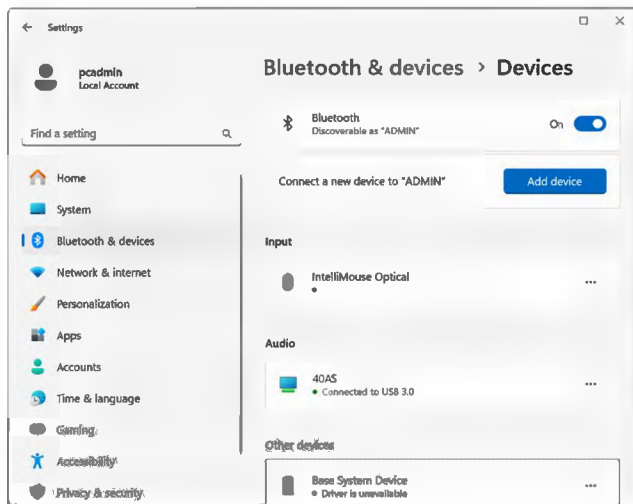 Settings
pcadmin
Local Account
Find a setting
Home
System
Bluetooth & devices
Network & internet
Personalization
Apps
Accounts
Time & language
Gaming
Accessibility
Privacy & security
Bluetooth & devices > Devices
Bluetooth
Discoverable as "ADMIN"
On
Connect a new device to "ADMIN"
Add device
Input
IntelliMouse Optical
Audio
40AS
Connected to USB 3.0
Other devices
Base System Device
Driver is unavailable